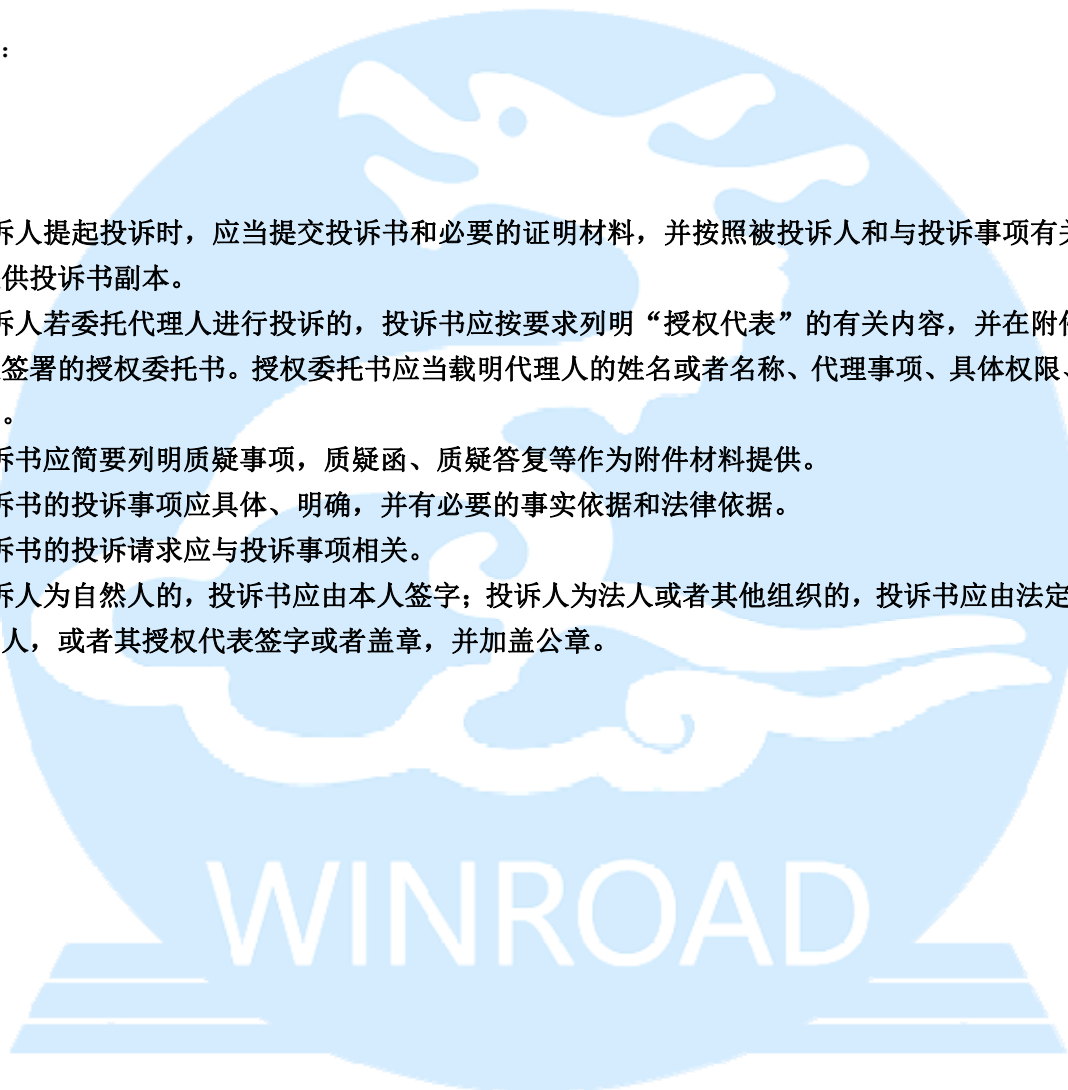 ：
诉人提起投诉时，应当提交投诉书和必要的证明材料，并按照被投诉人和与投诉事项有关
供投诉书副本。
诉人若委托代理人进行投诉的，投诉书应按要求列明“授权代表”的有关内容，并在附件
签署的授权委托书。授权委托书应当载明代理人的姓名或者名称、代理事项、具体权限、
。
诉书应简要列明质疑事项，质疑函、质疑答复等作为附件材料提供。
诉书的投诉事项应具体、明确，并有必要的事实依据和法律依据。
诉书的投诉请求应与投诉事项相关。
诉人为自然人的，投诉书应由本人签字；投诉人为法人或者其他组织的，投诉书应由法定
人，或者其授权代表签字或者盖章，并加盖公章。
WINROAD